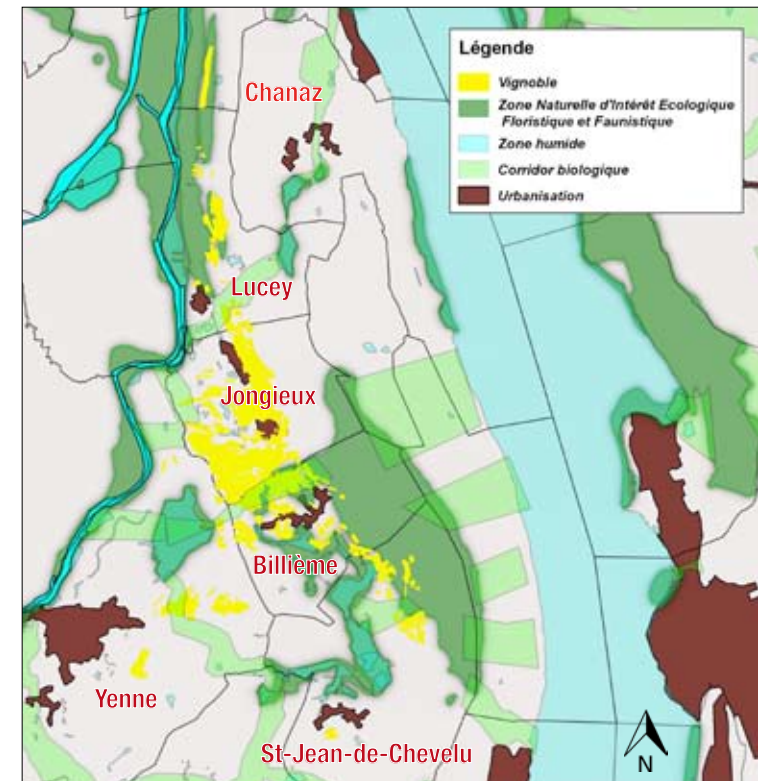 Légende
Vignoble
Zone Naturelle d'Intérêt Ecologique
Floristique et Faunistique
Zone humide
Corridor biologique
Urbanisation
Chanaz
Lucey
Jongieux
Billième
Yenne
St-Jean-de-Chevelu
N